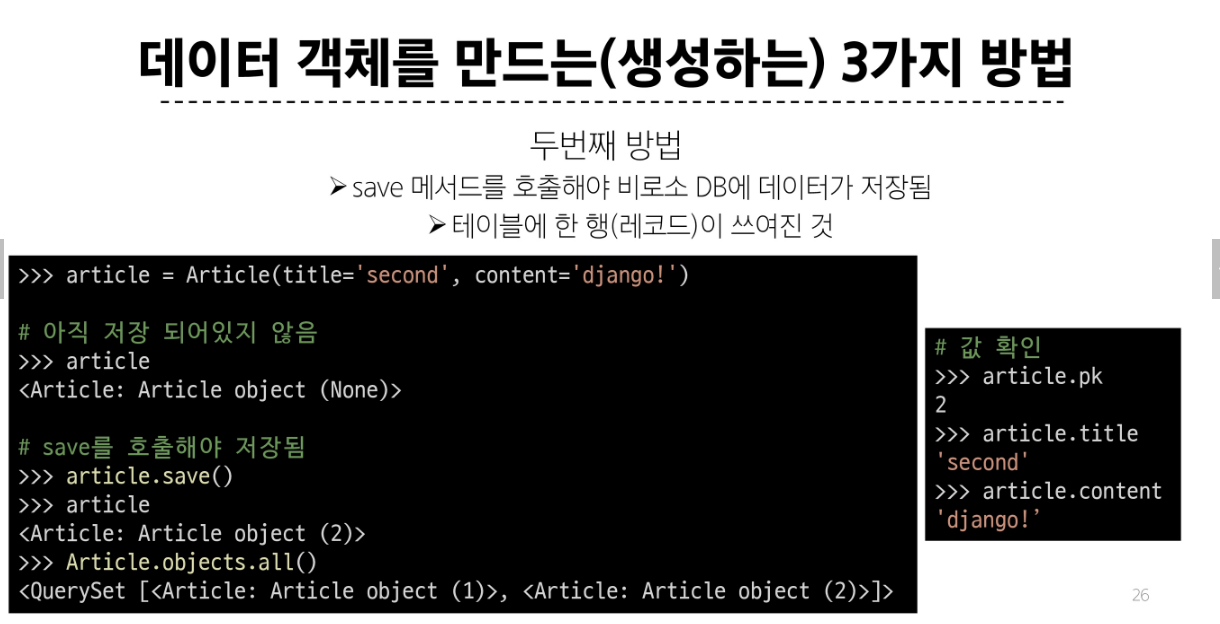 데이터 객체를 만드는(생성하는) 3가지 방법
두번째 방법
➢ save 메서드를 호출해야 비로소 DB에 데이터가 저장됨
➢ 테이블에 한 행(레코드)이 쓰여진 것
>>> article = Article(title='second', content='django!')
# 아직 저장 되어있지 않음
>>> article
<Article: Article object (None)>
# save를 호출해야 저장됨
>>> article.save()
>>> article
<Article: Article object (2)>
>>> Article.objects.all()
<QuerySet [<Article: Article object (1)>, <Article: Article object (2)>]>
# 값 확인
>>> article.pk
2
>>> article.title
'second'
>>> article.content
'django!’
26